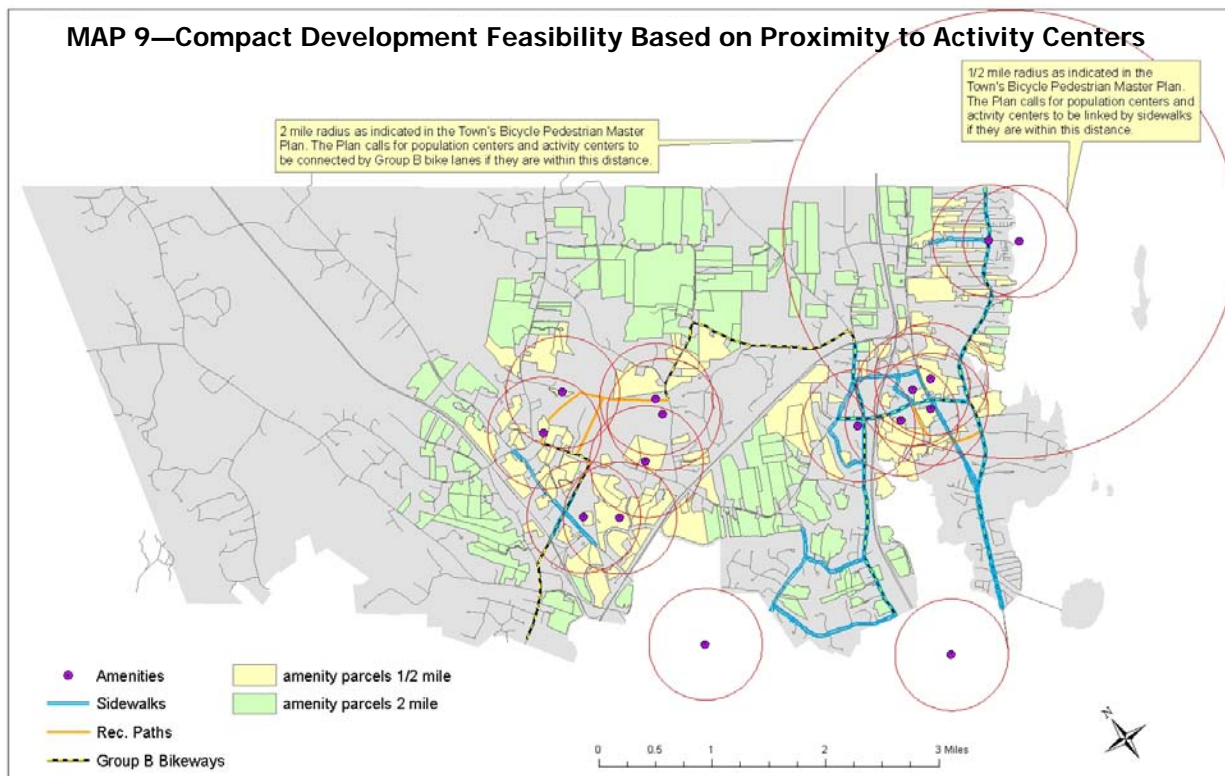 MAP 9—Compact Development Feasibility Based on Proximity to Activity Centers
1/2 mile radius as indicated in the
Town's Bicycle Pedestrian Master Plan.
The Plan calls for population centers and
activity centers to be linked by sidewalks
if they are within this distance.
2 mile radius as indicated in the Town's Bicycle Pedestrian Master
Plan. The Plan calls for population centers and activity centers to
be connected by Group B bike lanes if they are within this distance.
Amenities
Sidewalks
Rec. Paths
Group B Bikeways
amenity parcels 1/2 mile
amenity parcels 2 mile
0 0.5 1 2 3 Miles
N